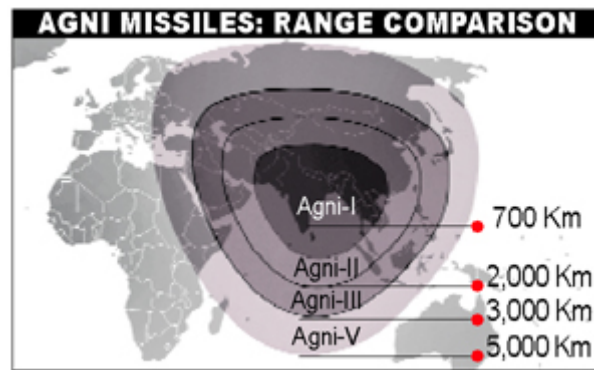 AGNI MISSILES: RANGE COMPARISON
Agni-I
700 Km
Agni-II
2,000 Km
Agni-III
3,000 Km
Agni-V
5,000 Km